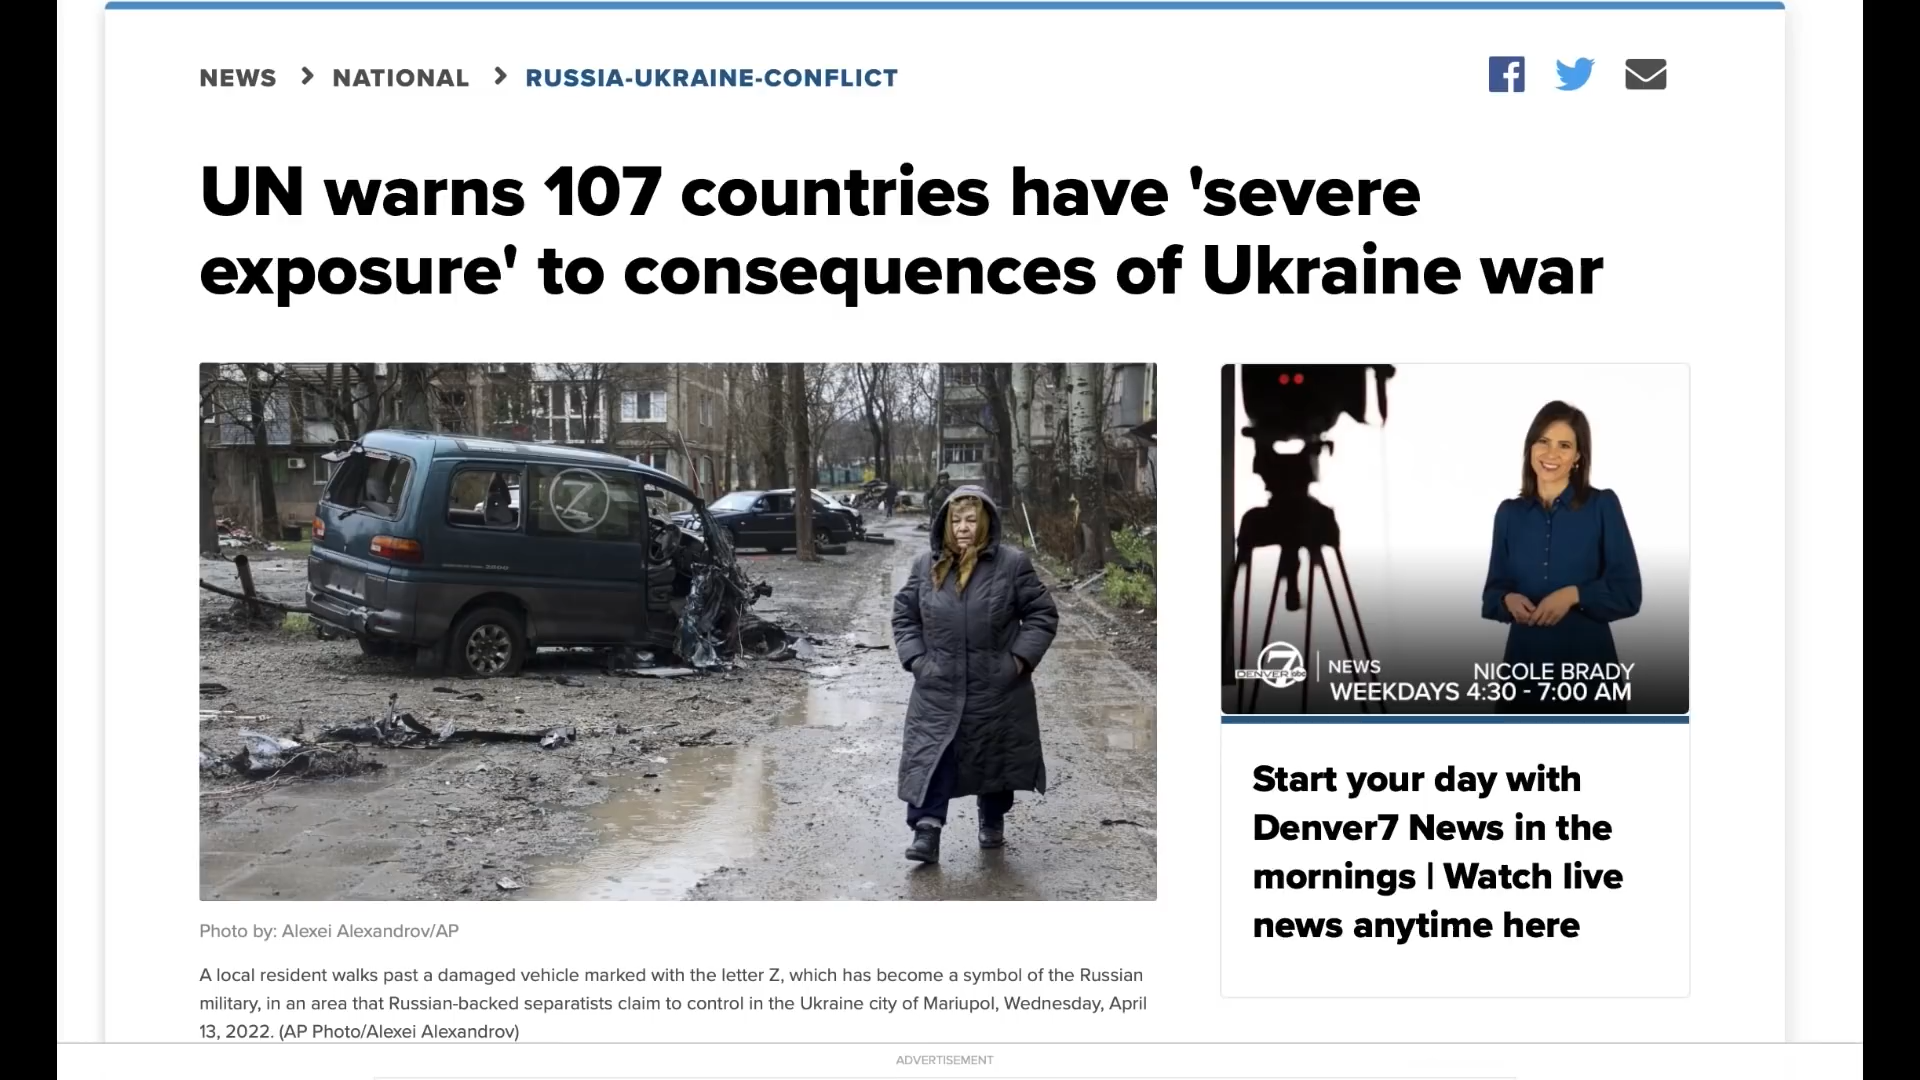 NEWS > NATIONAL > RUSSIA-UKRAINE-CONFLICT
UN warns 107 countries have 'severe
exposure' to consequences of Ukraine war
Z
7
DENVER abc
NEWS
NICOLE BRADY
WEEKDAYS 4:30 - 7:00 AM
Start your day with
Denver7 News in the
mornings | Watch live
news anytime here
Photo by: Alexei Alexandrov/AP
A local resident walks past a damaged vehicle marked with the letter Z, which has become a symbol of the Russian
military, in an area that Russian-backed separatists claim to control in the Ukraine city of Mariupol, Wednesday, April
13, 2022. (AP Photo/Alexei Alexandrov)
ADVERTISEMENT